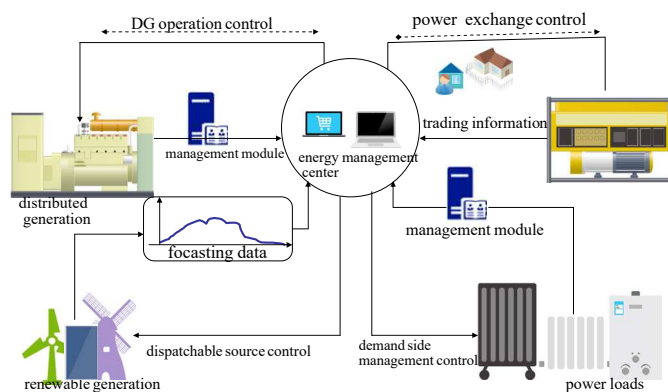 DG operation control
power exchange control
trading information
management module
energy management
center
distributed
generation
management module
focasting data
dispatchable source control
demand side
management control
renewable generation
power loads